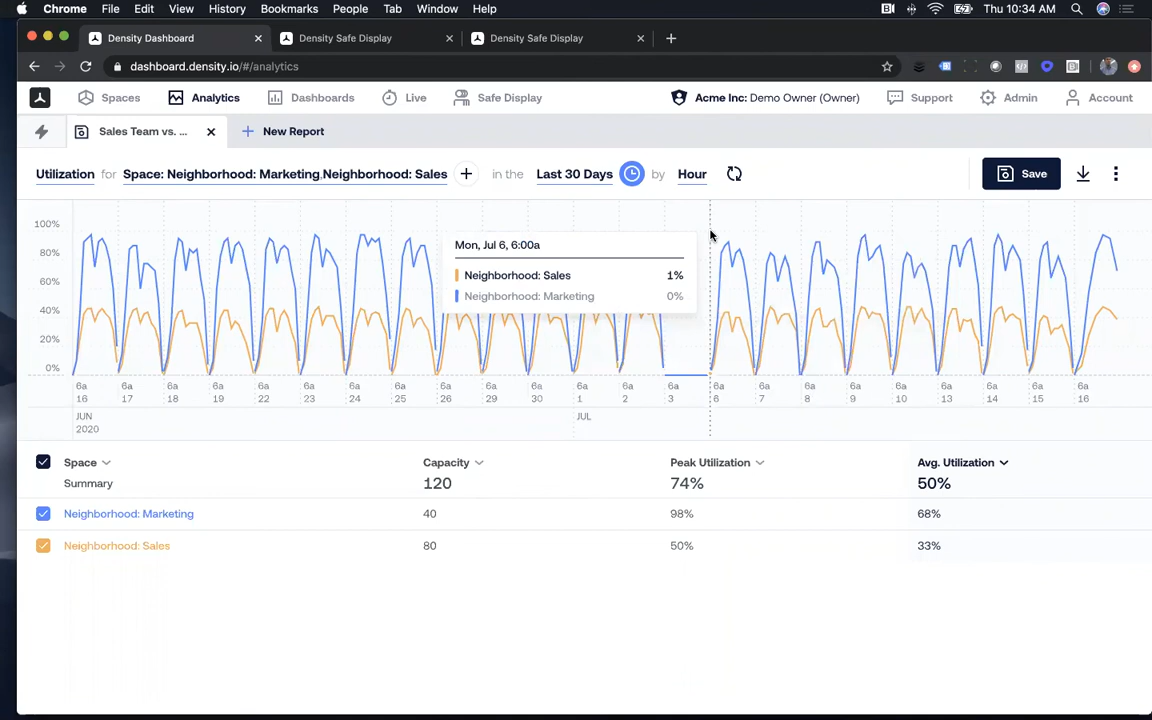 Chrome File Edit View History Bookmarks People Tab Window Help Thu 10:34 AM
Density Dashboard Density Safe Display Density Safe Display
dashboard.density.io/#/analytics
Spaces Analytics Dashboards Live Safe Display Acme Inc: Demo Owner (Owner) Support Admin Account
Sales Team vs. ... New Report
Utilization for Space: Neighborhood: Marketing,Neighborhood: Sales in the Last 30 Days by Hour Save
100%
80%
60%
40%
20%
0%
Mon, Jul 6, 6:00a
Neighborhood: Sales 1%
Neighborhood: Marketing 0%
6a 6a 6a 6a 6a 6a 6a 6a 6a 6a 6a 6a 6a 6a 6a 6a 6a 6a 6a 6a 6a 6a 6a
16 17 18 19 22 23 24 25 26 29 30 1 2 3 6 7 8 9 10 13 14 15 16
JUN JUL
2020
Space Capacity Peak Utilization Avg. Utilization
Summary 120 74% 50%
Neighborhood: Marketing 40 98% 68%
Neighborhood: Sales 80 50% 33%